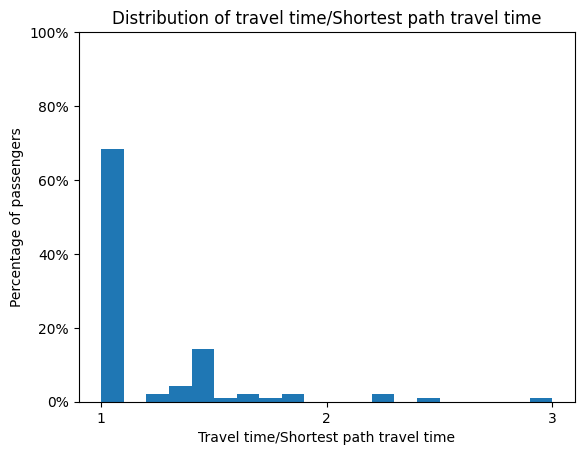 Distribution of travel time/Shortest path travel time
100%
80%
60%
40%
20%
0%
Percentage of passengers
1 2 3
Travel time/Shortest path travel time